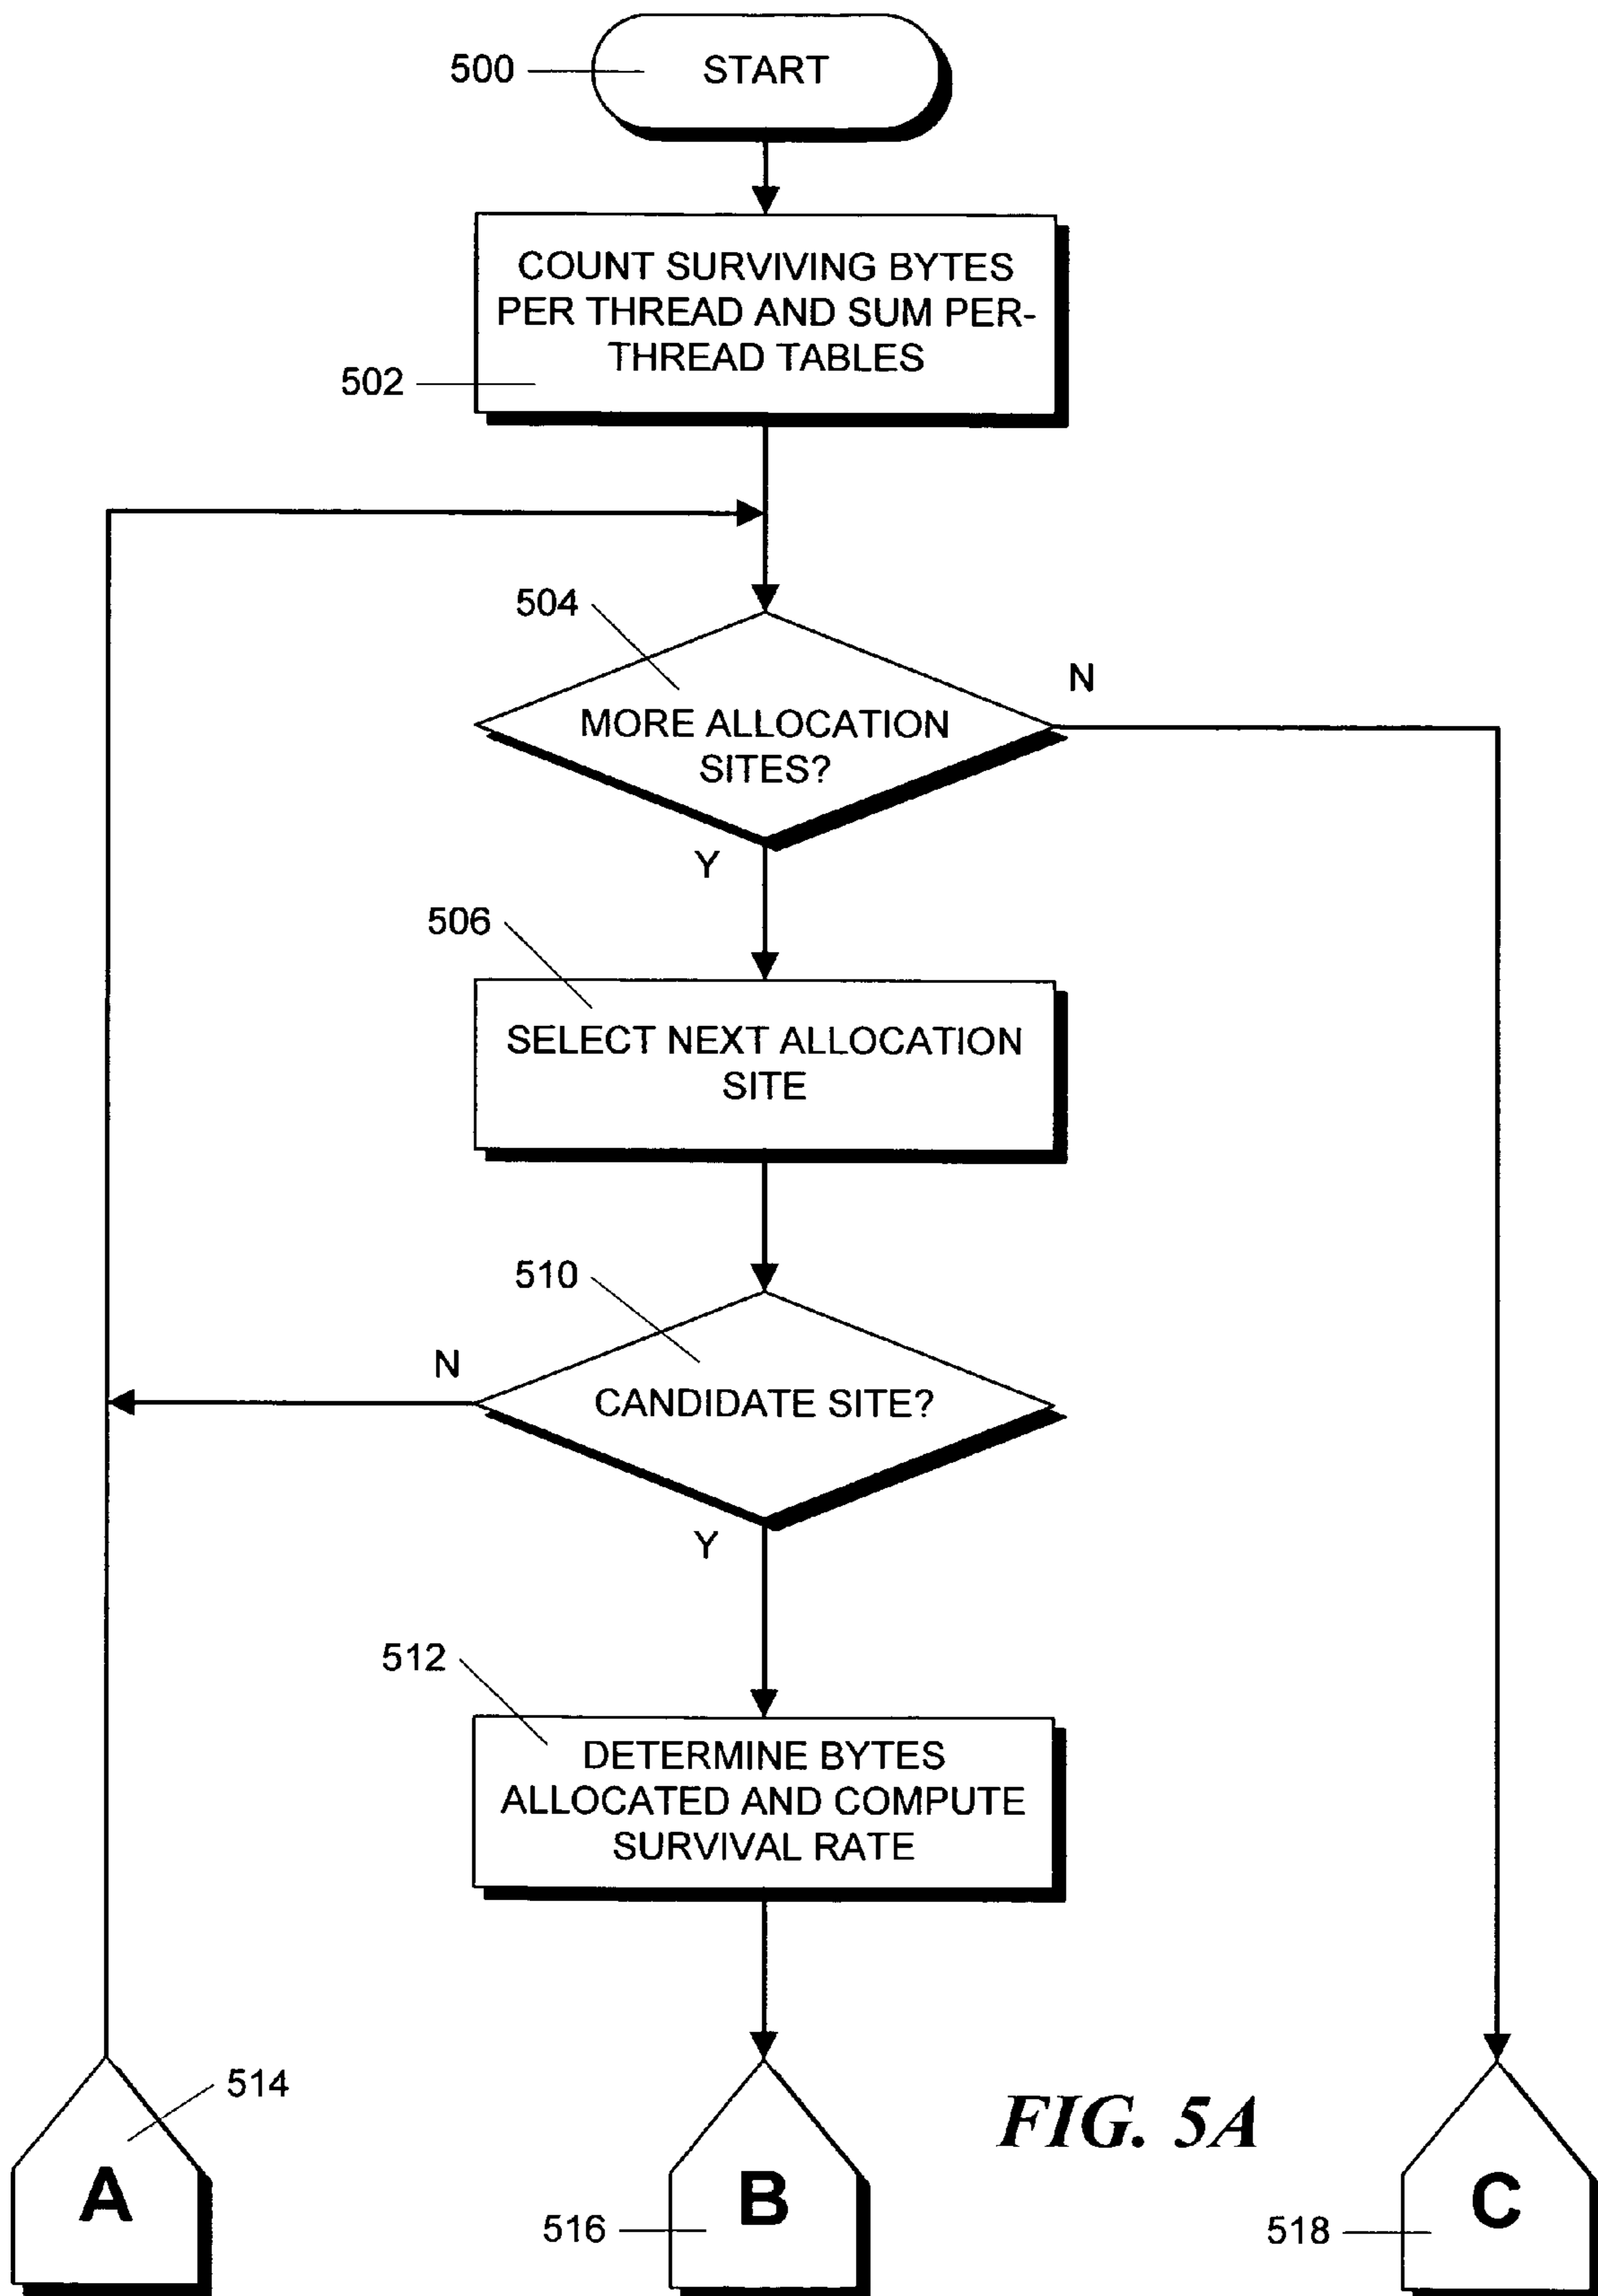 500
START
COUNT SURVIVING BYTES
PER THREAD AND SUM PER-
THREAD TABLES
502
504
N
MORE ALLOCATION
SITES?
Y
506
SELECT NEXT ALLOCATION
SITE
510
N
CANDIDATE SITE?
Y
512
DETERMINE BYTES
ALLOCATED AND COMPUTE
SURVIVAL RATE
514
A
516
B
FIG. 5A
518
C